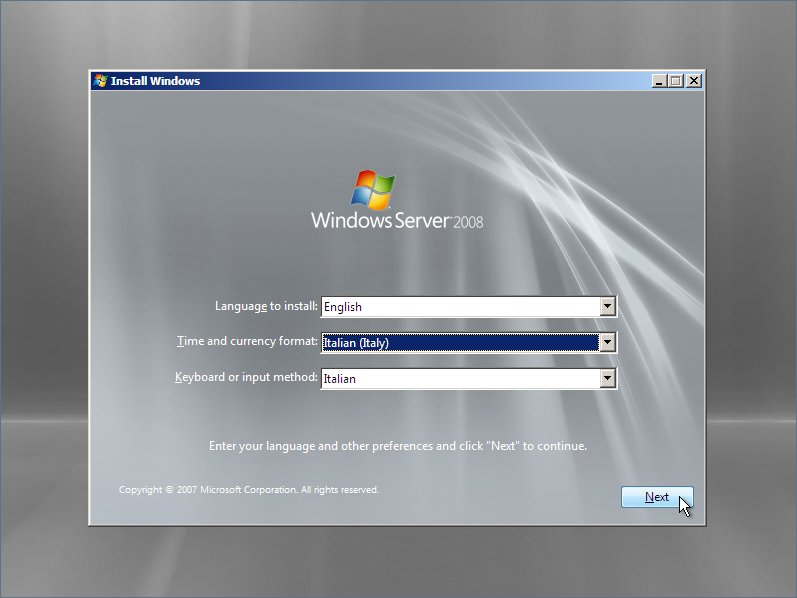 Install Windows
Windows Server 2008
Language to install: English
Time and currency format: Italian (Italy)
Keyboard or input method: Italian
Enter your language and other preferences and click "Next" to continue.
Copyright © 2007 Microsoft Corporation. All rights reserved.
Next